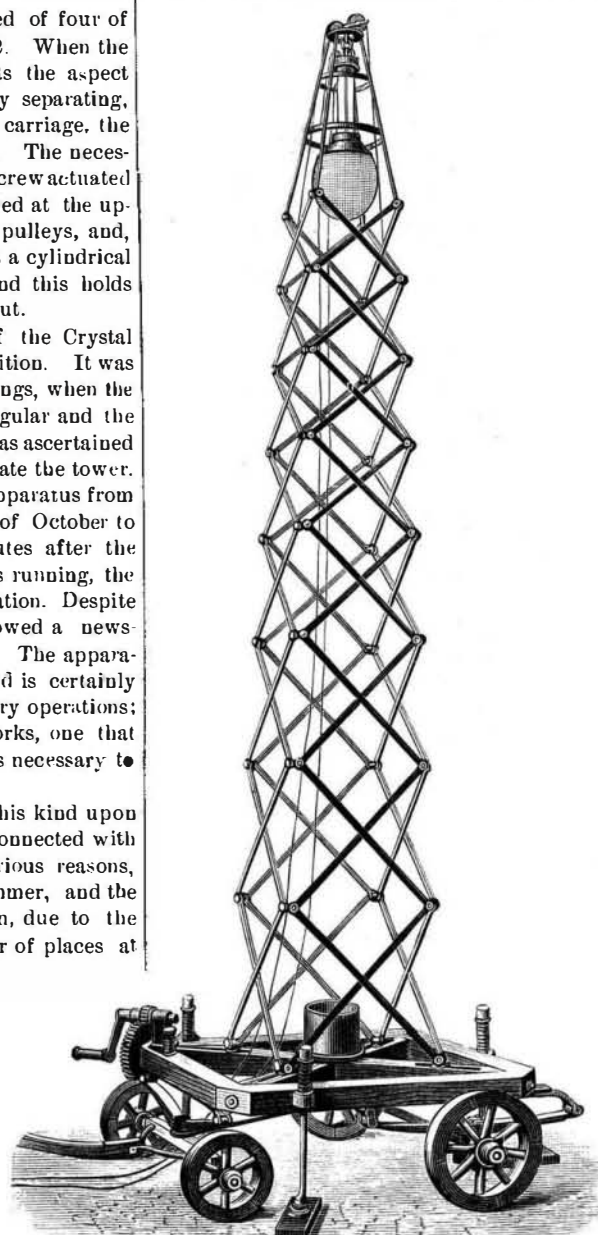 ed of four of
2. When the
ts the aspect
y separating,
carriage, the
The neces-
crew actuated
ed at the up-
pulleys, and,
a cylindrical
nd this holds
ut.
f the Crystal
ition. It was
ngs, when the
gular and the
as ascertained
ate the tower.
pparatus from
of October to
utes after the
s running, the
ation. Despite
owed a news-
The appara-
d is certainly
ry operations;
orks, one that
s necessary to
his kind upon
onnected with
rious reasons,
mmer, and the
n, due to the
r of places at